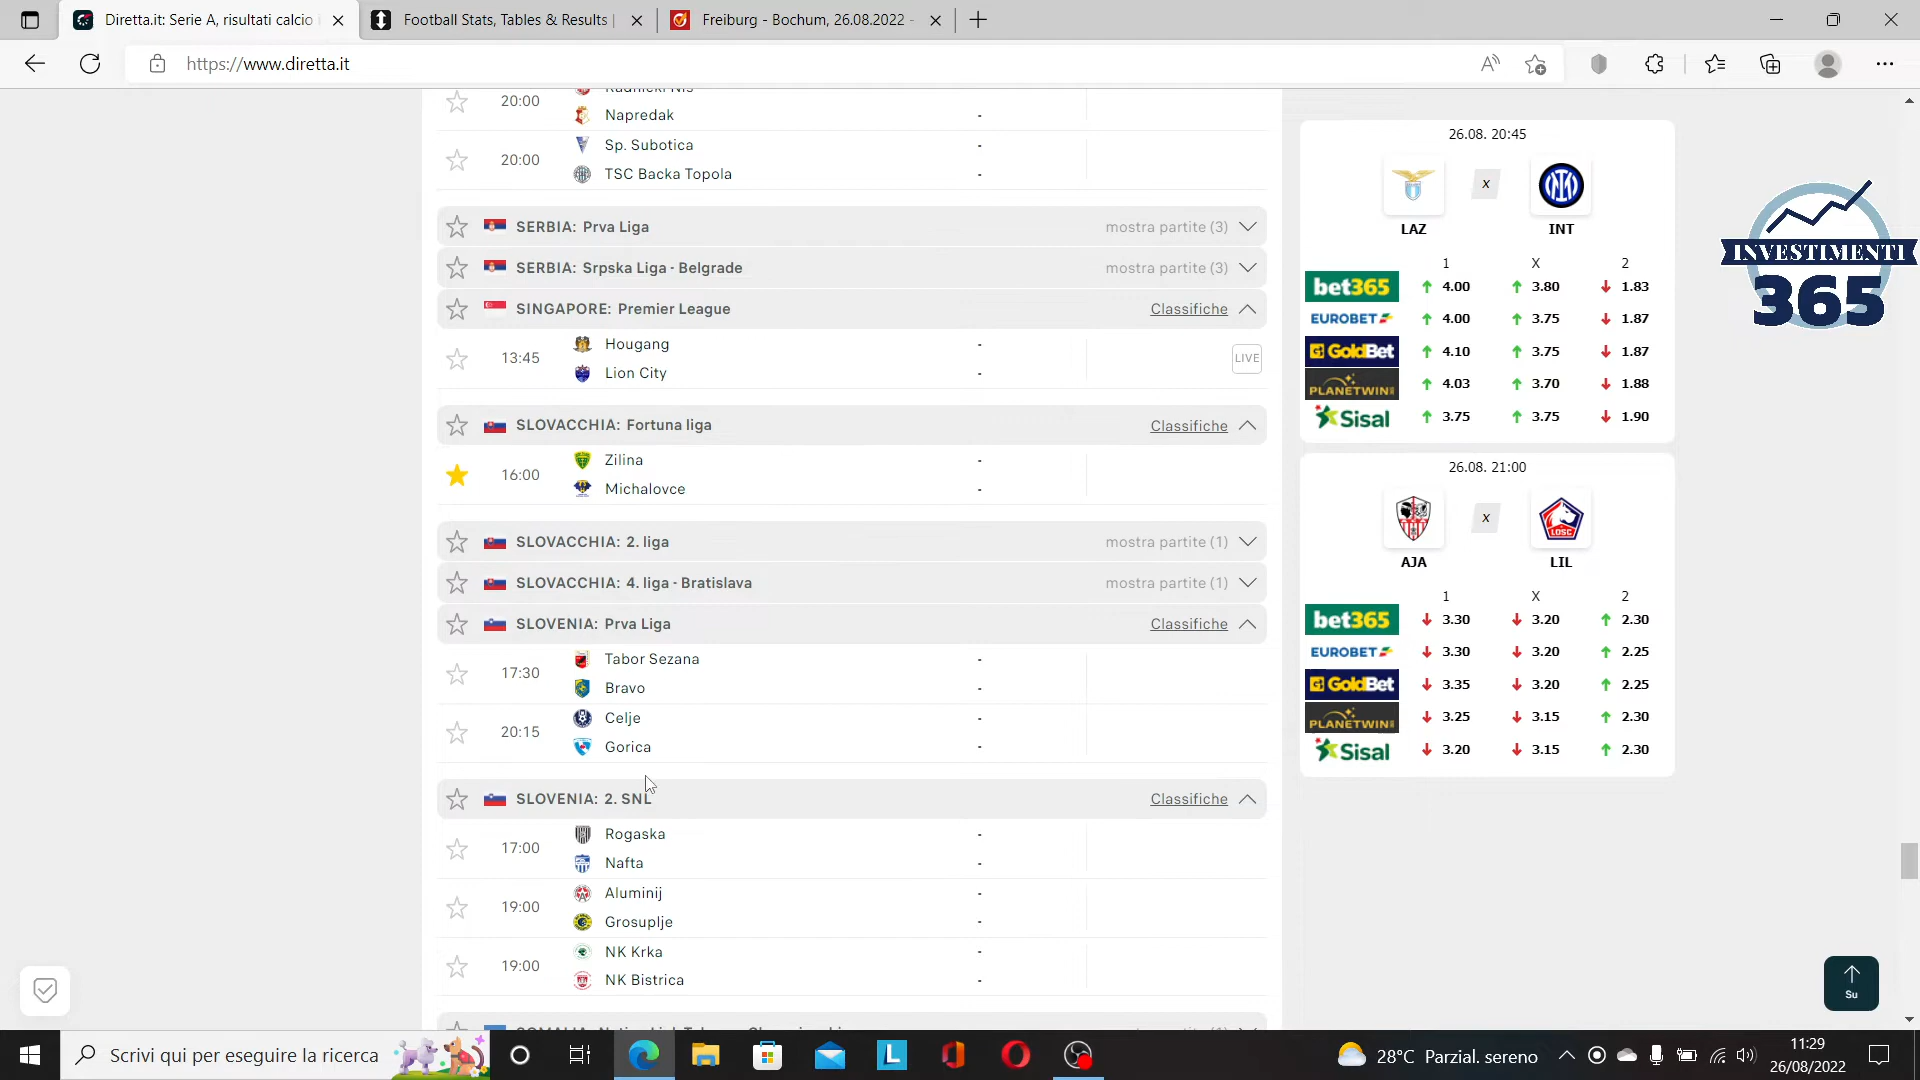 Diretta.it: Serie A, risultati calcio
Football Stats, Tables & Results |
Freiburg - Bochum, 26.08.2022 -
https://www.diretta.it
20:00
Radnicki Nis
Napredak
-
20:00
Sp. Subotica
-
TSC Backa Topola
-
SERBIA: Prva Liga
mostra partite (3)
SERBIA: Srpska Liga - Belgrade
mostra partite (3)
SINGAPORE: Premier League
Classifiche
13:45
Hougang
-
Lion City
-
LIVE
SLOVACCHIA: Fortuna liga
Classifiche
16:00
Zilina
-
Michalovce
-
SLOVACCHIA: 2. liga
mostra partite (1)
SLOVACCHIA: 4. liga - Bratislava
mostra partite (1)
SLOVENIA: Prva Liga
Classifiche
17:30
Tabor Sezana
-
Bravo
-
20:15
Celje
-
Gorica
-
SLOVENIA: 2. SNL
Classifiche
17:00
Rogaska
-
Nafta
-
19:00
Aluminij
-
Grosuplje
-
19:00
NK Krka
-
NK Bistrica
-
26.08. 20:45
x
LAZ INT
1 X 2
bet365 4.00 3.80 1.83
EUROBET 4.00 3.75 1.87
GoldBet 4.10 3.75 1.87
PLANETWIN 4.03 3.70 1.88
Sisal 3.75 3.75 1.90
26.08. 21:00
x
LOSC
AJA LIL
1 X 2
bet365 3.30 3.20 2.30
EUROBET 3.30 3.20 2.25
GoldBet 3.35 3.20 2.25
PLANETWIN 3.25 3.15 2.30
Sisal 3.20 3.15 2.30
INVESTIMENTI
365
Su
Scrivi qui per eseguire la ricerca
28°C Parzial. sereno
11:29
26/08/2022